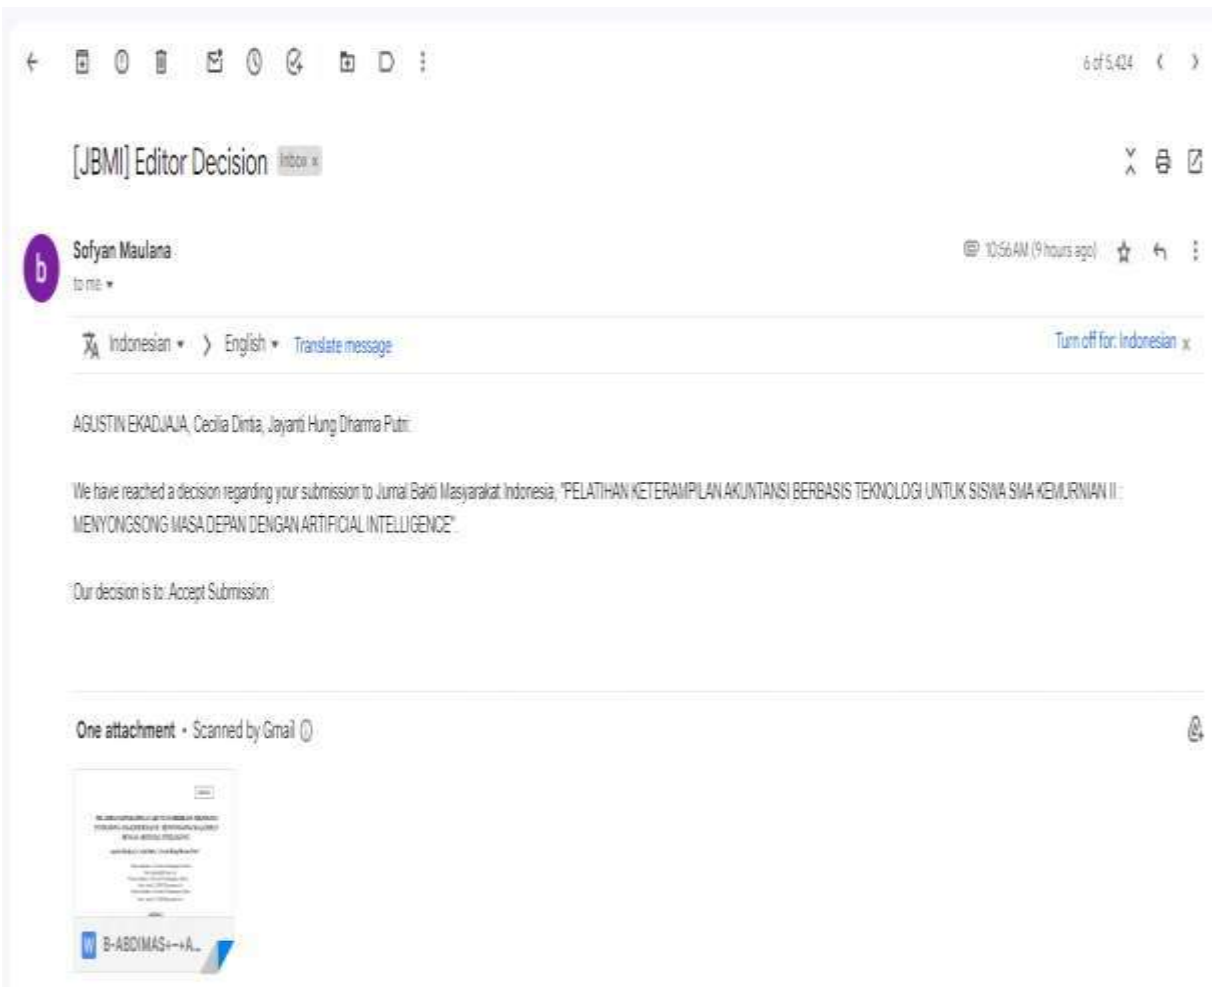 6 of 5,424
[JBMI] Editor Decision Inbox x
b
Sofyan Maulana
10:56 AM (9 hours ago)
to me
Indonesian > English Translate message
Turn off for: Indonesian x
AGUSTIN EKADJAJA, Cecilia Dintia, Jayanti Hung Dharma Putri:
We have reached a decision regarding your submission to Jurnal Bakti Masyarakat Indonesia, "PELATIHAN KETERAMPILAN AKUNTANSI BERBASIS TEKNOLOGI UNTUK SISWA SMA KEMURNIAN II :
MENYONGSONG MASA DEPAN DENGAN ARTIFICIAL INTELLIGENCE".
Our decision is to: Accept Submission
One attachment • Scanned by Gmail
W B-ABDIMAS+-+A...